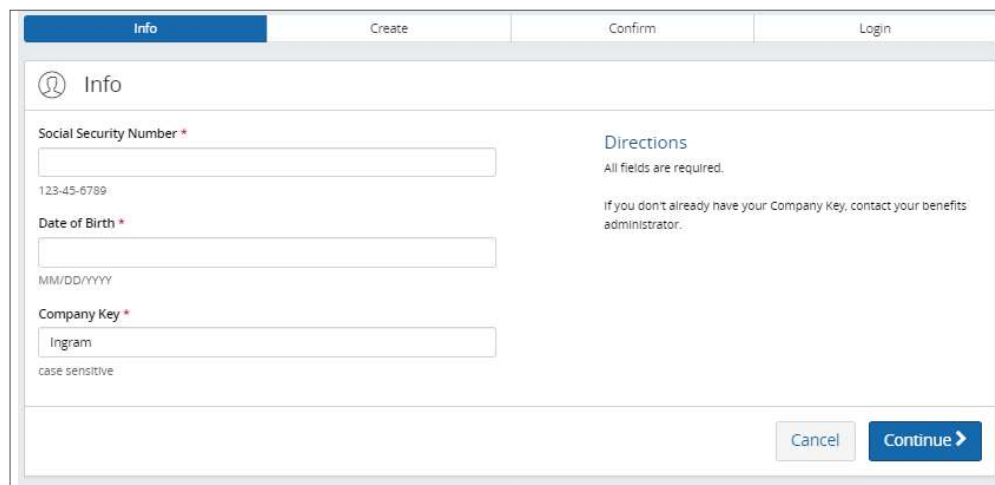 Info Create Confirm Login
Info
Social Security Number *
123-45-6789
Date of Birth *
MM/DD/YYYY
Company Key *
Ingram
case sensitive
Directions
All fields are required.
If you don't already have your Company Key, contact your benefits
administrator.
Cancel Continue